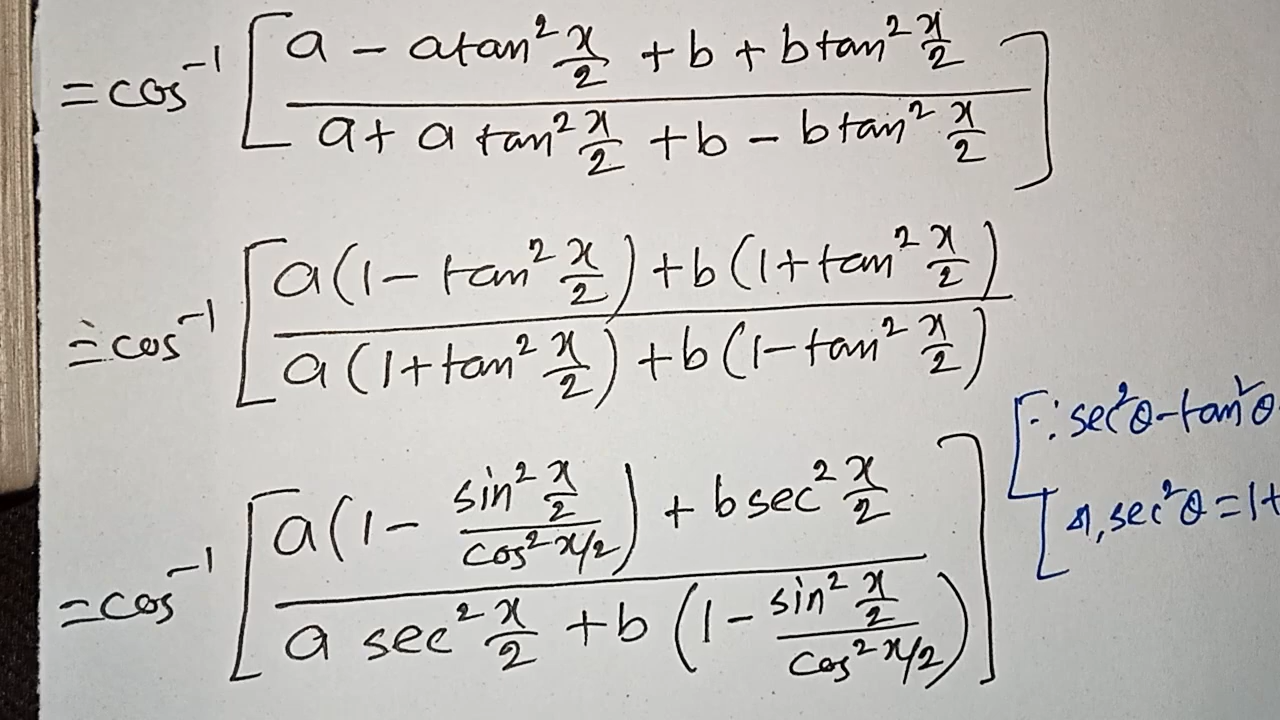 = cos⁻¹ [ (a − a tan² x/2 + b + b tan² x/2) / (a + a tan² x/2 + b − b tan² x/2) ]
= cos⁻¹ [ (a(1 − tan² x/2) + b(1 + tan² x/2)) / (a(1 + tan² x/2) + b(1 − tan² x/2)) ]
[∵ sec²θ − tan²θ
sec²θ = 1 +
= cos⁻¹ [ (a(1 − sin² x/2 / cos² x/2) + b sec² x/2) / (a sec² x/2 + b(1 − sin² x/2 / cos² x/2)) ]